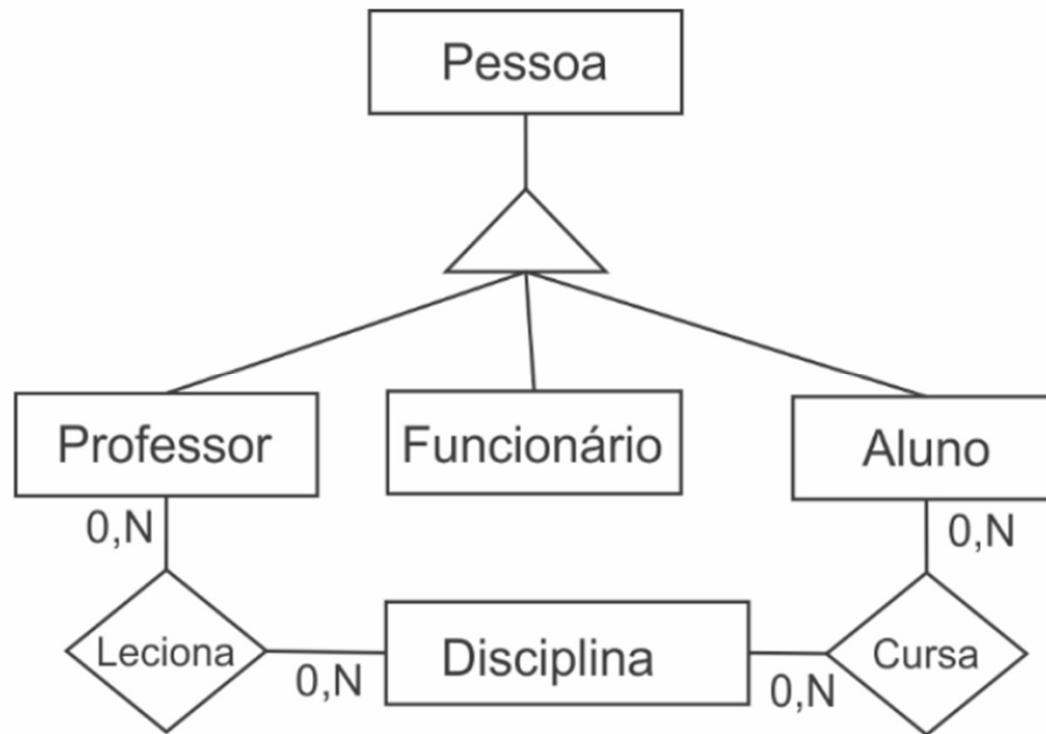 Pessoa
Professor
Funcionário
Aluno
0,N
0,N
Leciona
Disciplina
Cursa
0,N
0,N